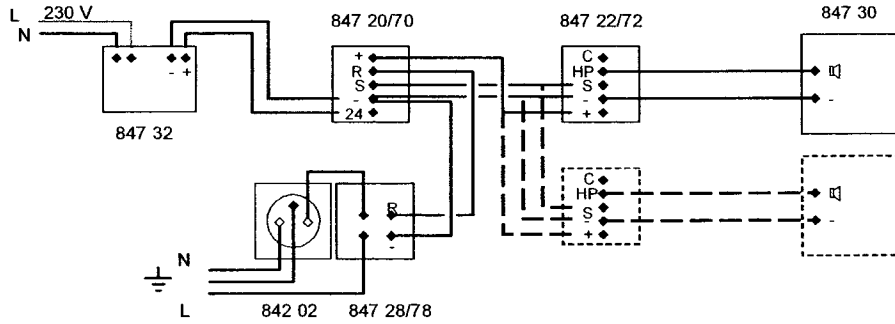 L 230 V
N
847 20/70
847 22/72
847 30
- +
847 32
+
R
S
-
24
C
HP
S
-
+
-
C
HP
S
-
+
-
R
-
N
L
842 02
847 28/78